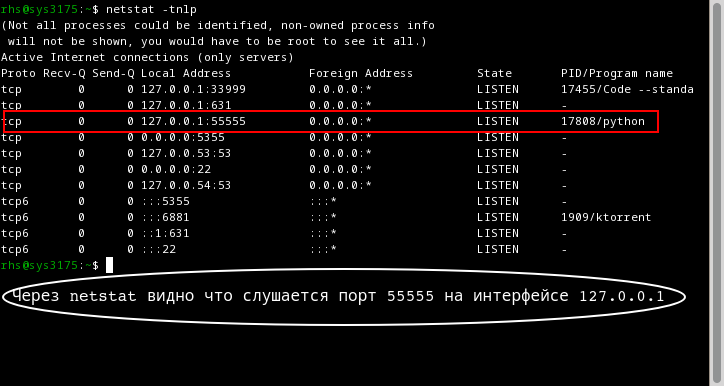 rhs@sys3175:~$ netstat -tnlp
(Not all processes could be identified, non-owned process info
 will not be shown, you would have to be root to see it all.)
Active Internet connections (only servers)
Proto Recv-Q Send-Q Local Address           Foreign Address         State       PID/Program name
tcp        0      0 127.0.0.1:33999         0.0.0.0:*               LISTEN      17455/Code --standa
tcp        0      0 127.0.0.1:631           0.0.0.0:*               LISTEN      -
tcp        0      0 127.0.0.1:55555         0.0.0.0:*               LISTEN      17808/python
tcp        0      0 0.0.0.0:5355            0.0.0.0:*               LISTEN      -
tcp        0      0 127.0.0.53:53           0.0.0.0:*               LISTEN      -
tcp        0      0 0.0.0.0:22              0.0.0.0:*               LISTEN      -
tcp        0      0 127.0.0.54:53           0.0.0.0:*               LISTEN      -
tcp6       0      0 :::5355                 :::*                    LISTEN      -
tcp6       0      0 :::6881                 :::*                    LISTEN      1909/ktorrent
tcp6       0      0 ::1:631                 :::*                    LISTEN      -
tcp6       0      0 :::22                   :::*                    LISTEN      -
rhs@sys3175:~$
Через netstat видно что слушается порт 55555 на интерфейсе 127.0.0.1